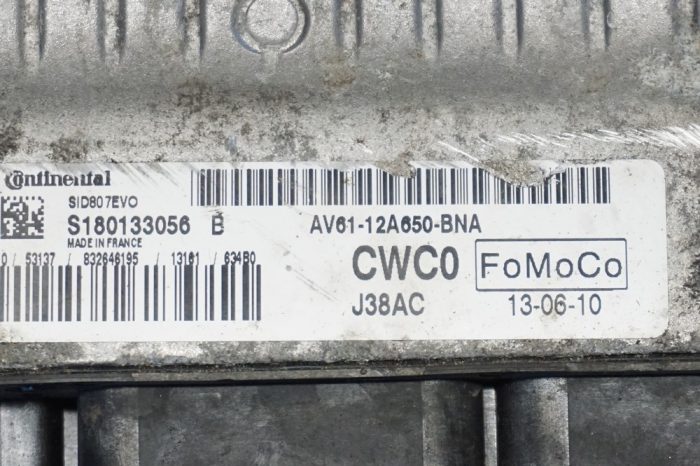 Continental
SID807EVO
S180133056 B
MADE IN FRANCE
0 / 53137 / 832646195 / 13161 / 634B0
AV61-12A650-BNA
CWC0 FoMoCo
J38AC 13-06-10